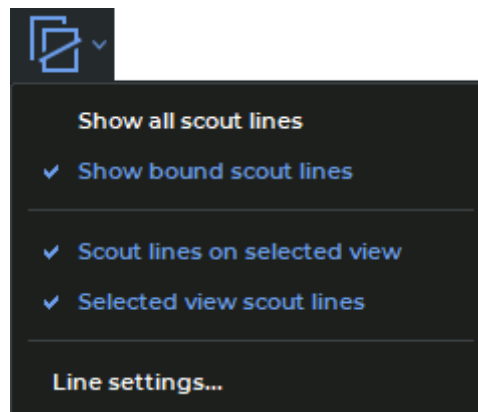 Show all scout lines
Show bound scout lines
Scout lines on selected view
Selected view scout lines
Line settings...